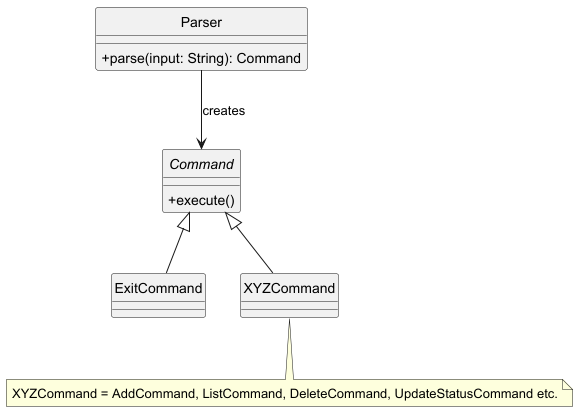 Parser
+parse(input: String): Command
creates
Command
+execute()
ExitCommand
XYZCommand
XYZCommand = AddCommand, ListCommand, DeleteCommand, UpdateStatusCommand etc.